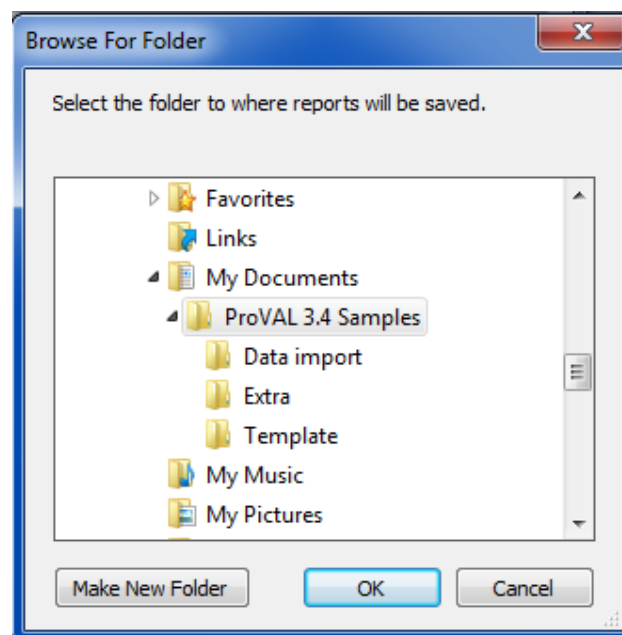 Browse For Folder
Select the folder to where reports will be saved.
Favorites
Links
My Documents
ProVAL 3.4 Samples
Data import
Extra
Template
My Music
My Pictures
Make New Folder
OK
Cancel